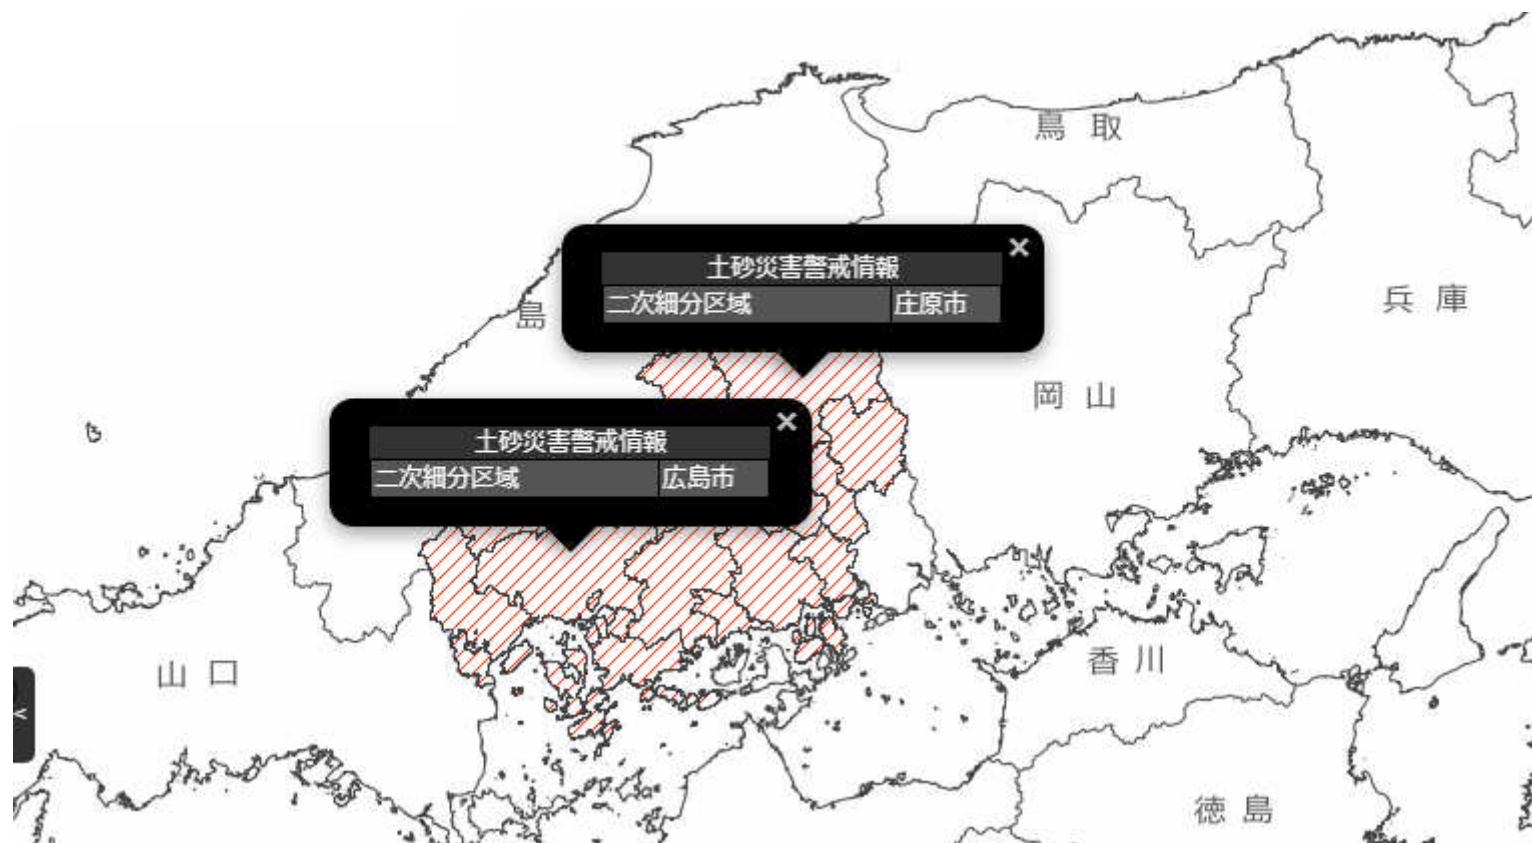 鳥取
土砂災害警戒情報
二次細分区域 庄原市
×
兵庫
島
岡山
土砂災害警戒情報
二次細分区域 広島市
×
山口
香川
徳島